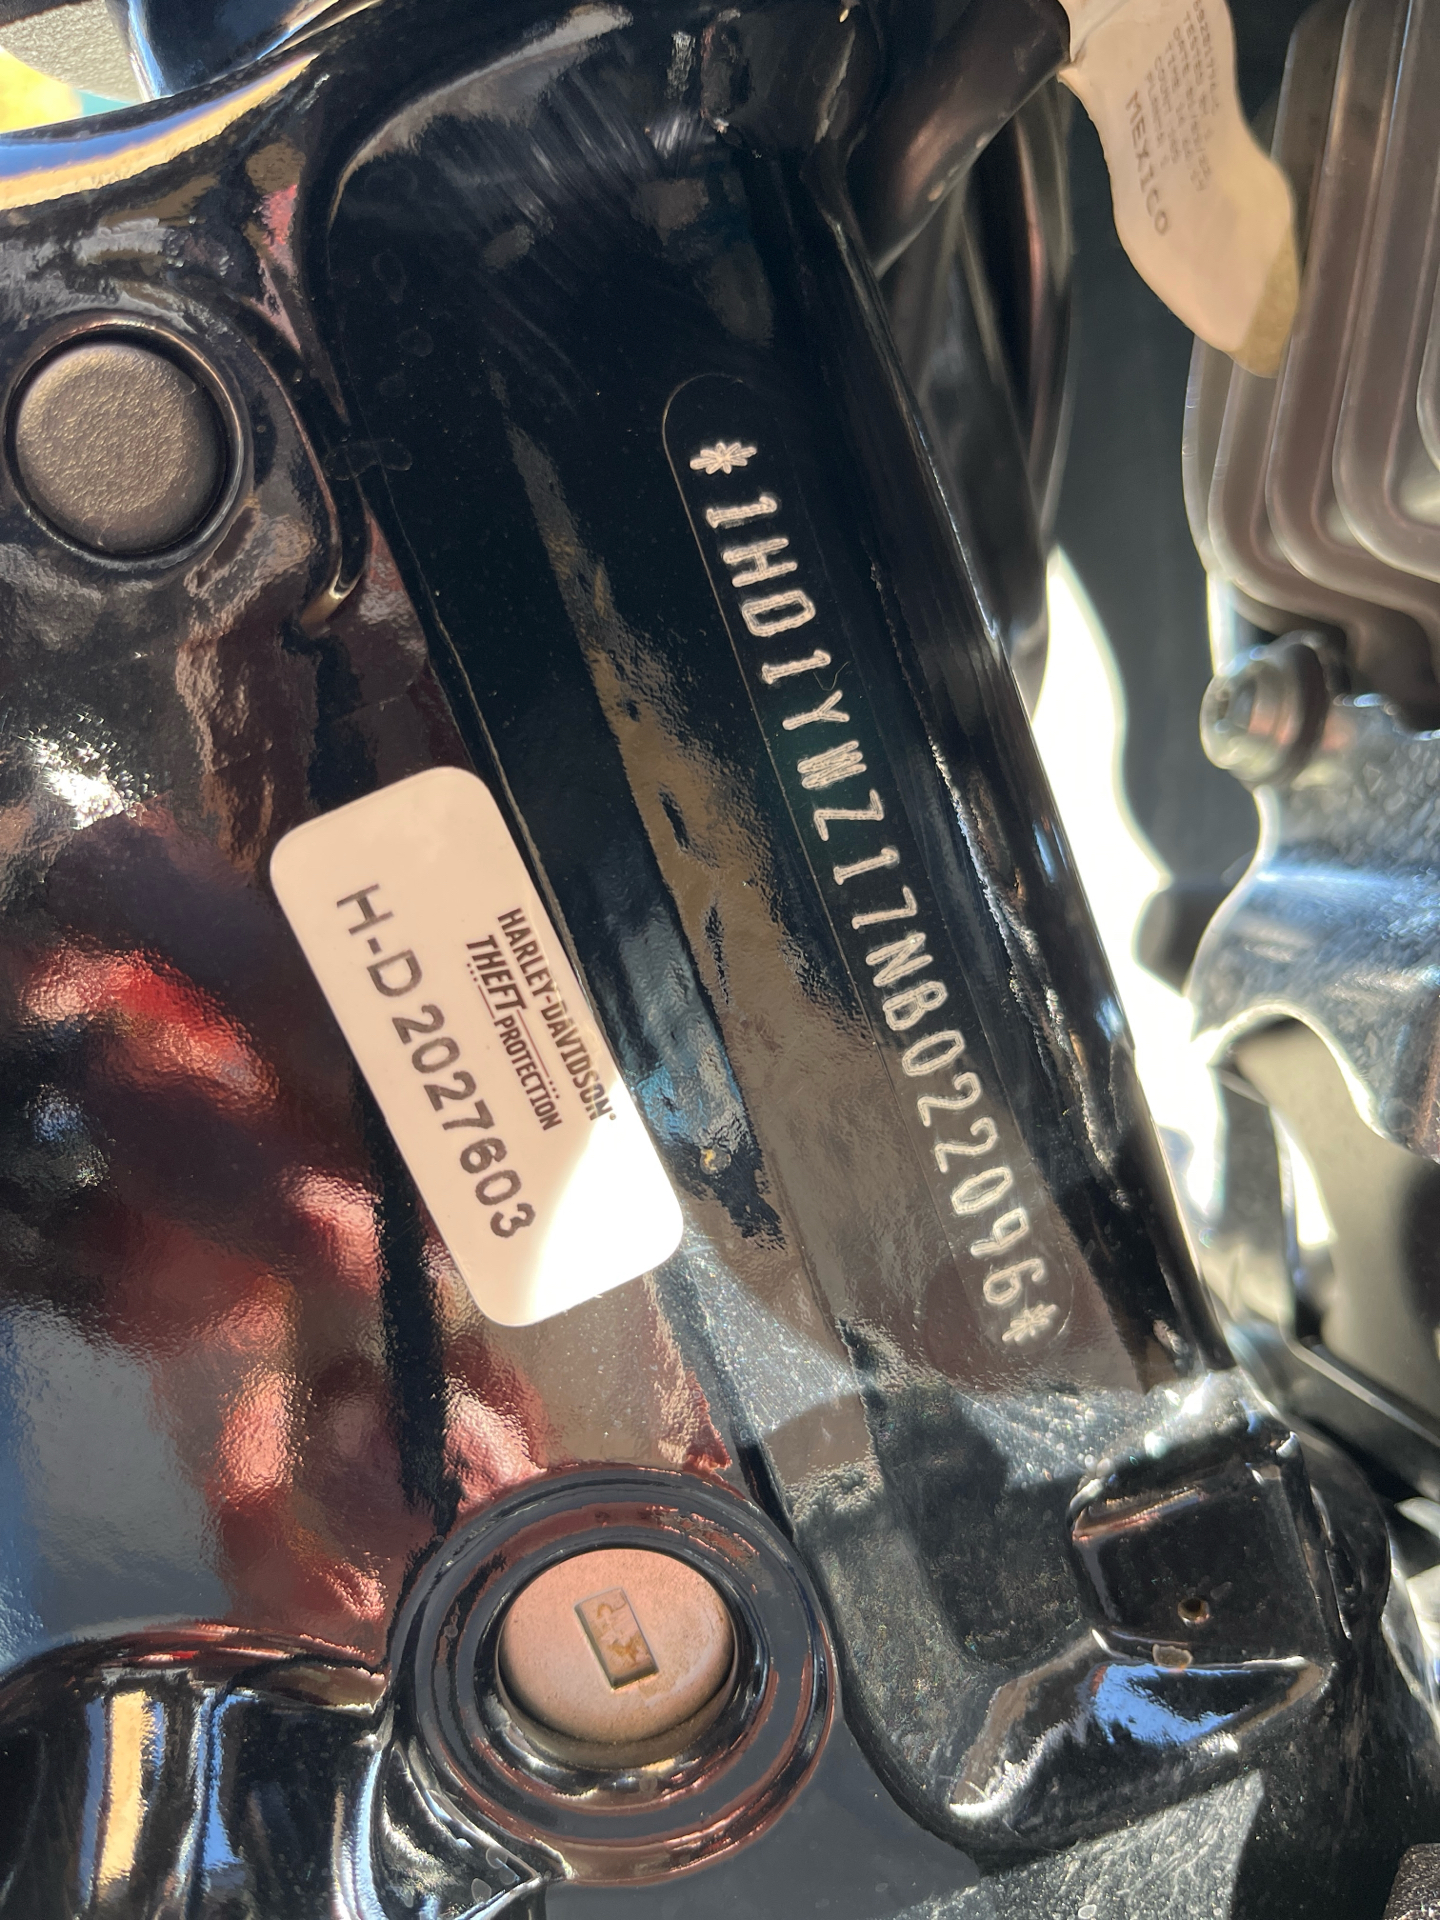 MEXICO
*1HD1YWZ17NB022096*
HARLEY-DAVIDSON®
THEFT PROTECTION
H-D2027603